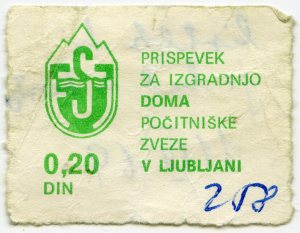 PRISPEVEK
ZA IZGRADNJO
DOMA
POČITNIŠKE
ZVEZE
V LJUBLJANI
0,20
DIN